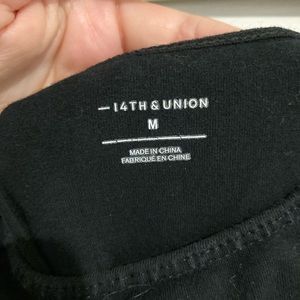 — 14TH & UNION
M
MADE IN CHINA
FABRIQUÉ EN CHINE